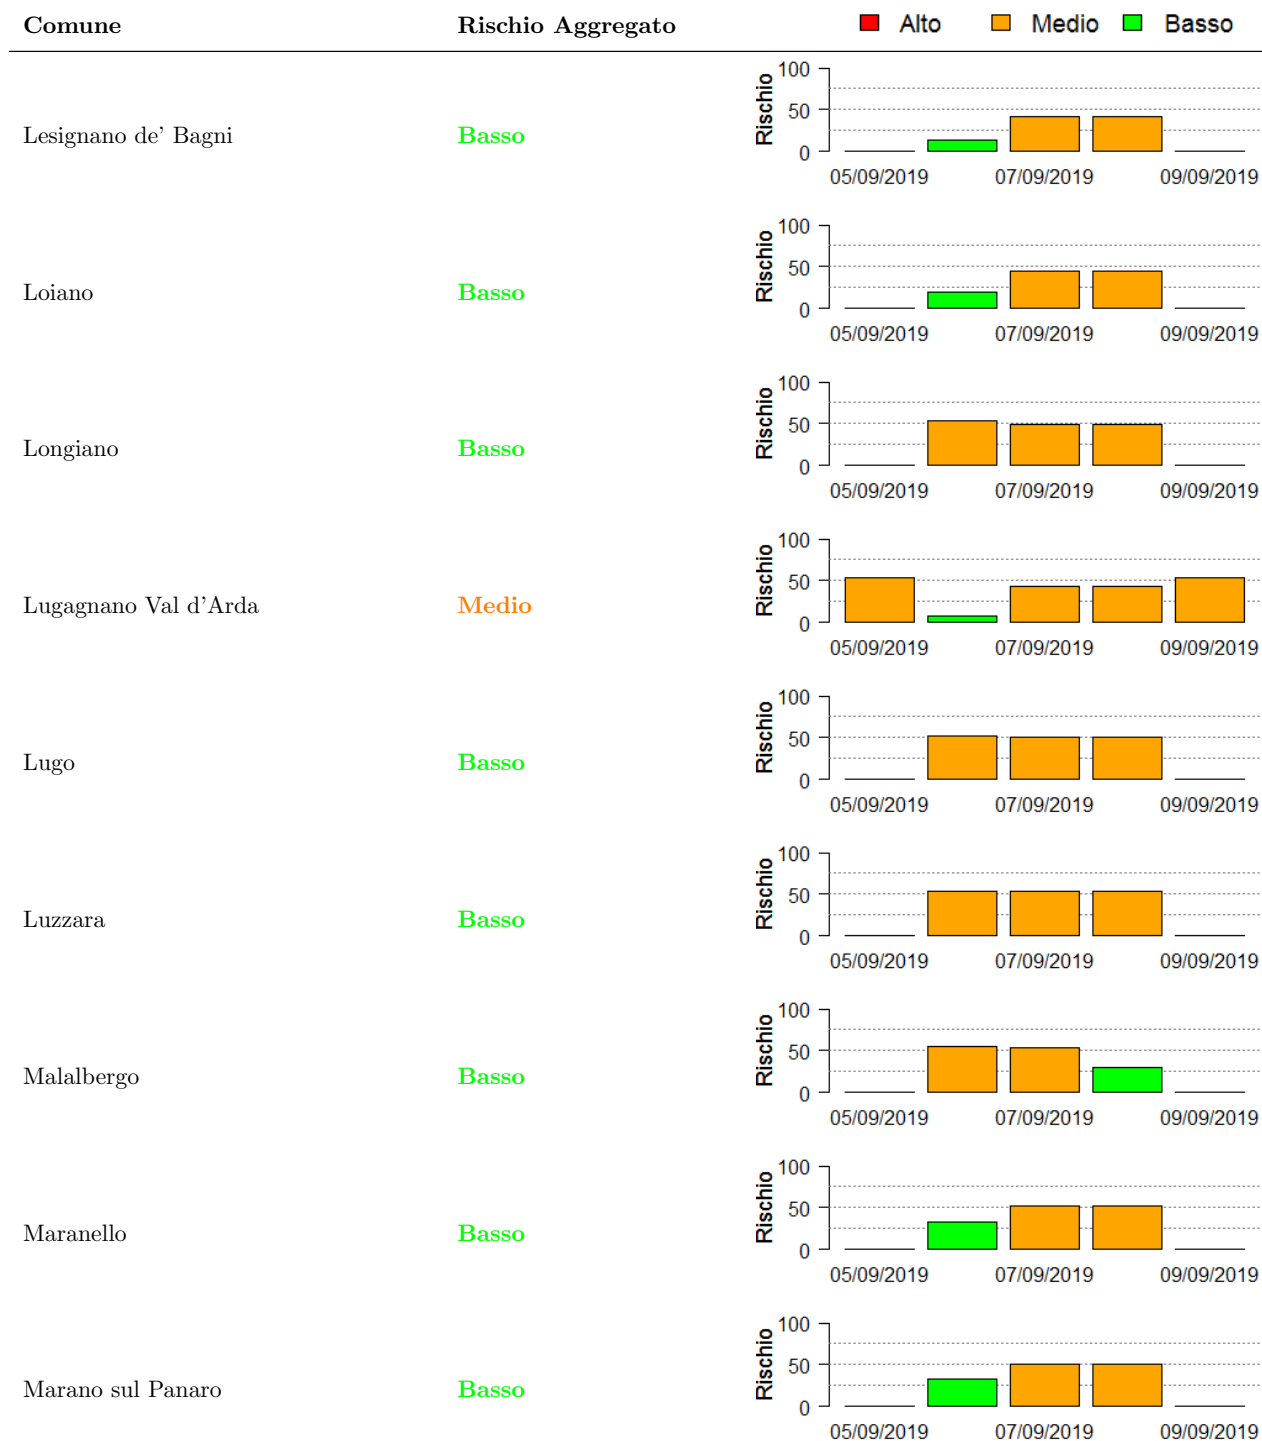 Comune Rischio Aggregato Alto Medio Basso
Lesignano de' Bagni Basso Rischio 100 50 0
05/09/2019 07/09/2019 09/09/2019
Loiano Basso Rischio 100 50 0
05/09/2019 07/09/2019 09/09/2019
Longiano Basso Rischio 100 50 0
05/09/2019 07/09/2019 09/09/2019
Lugagnano Val d'Arda Medio Rischio 100 50 0
05/09/2019 07/09/2019 09/09/2019
Lugo Basso Rischio 100 50 0
05/09/2019 07/09/2019 09/09/2019
Luzzara Basso Rischio 100 50 0
05/09/2019 07/09/2019 09/09/2019
Malalbergo Basso Rischio 100 50 0
05/09/2019 07/09/2019 09/09/2019
Maranello Basso Rischio 100 50 0
05/09/2019 07/09/2019 09/09/2019
Marano sul Panaro Basso Rischio 100 50 0
05/09/2019 07/09/2019 09/09/2019